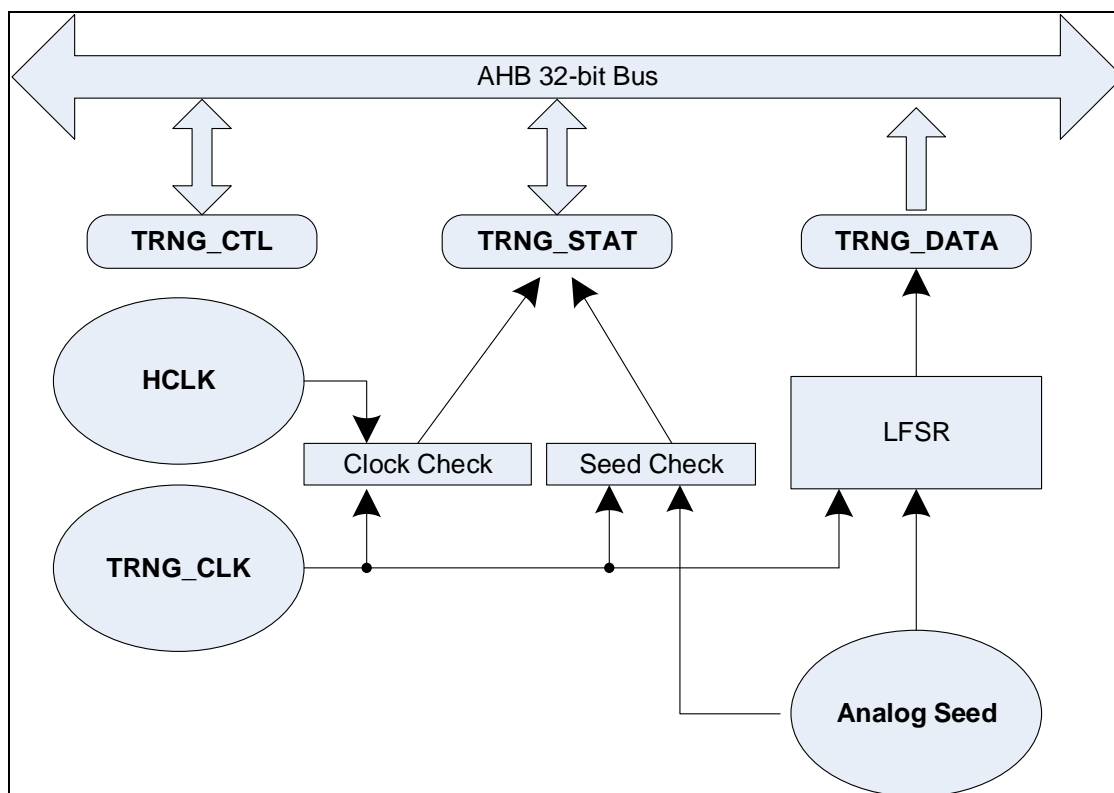 AHB 32-bit Bus
TRNG_CTL
TRNG_STAT
TRNG_DATA
HCLK
LFSR
Clock Check
Seed Check
TRNG_CLK
Analog Seed